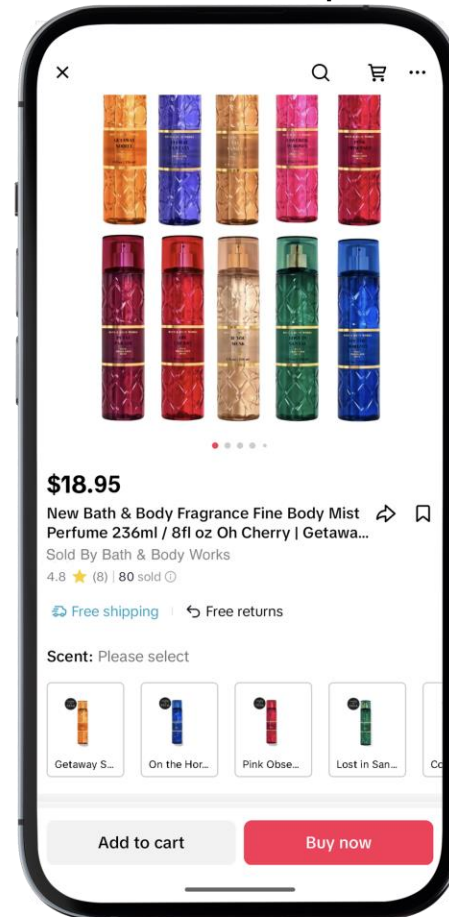 $18.95
New Bath & Body Fragrance Fine Body Mist
Perfume 236ml / 8fl oz Oh Cherry | Getawa...
Sold By Bath & Body Works
4.8 (8) | 80 sold
Free shipping | Free returns
Scent: Please select
Getaway S...
On the Hor...
Pink Obse...
Lost in San...
Co
Add to cart
Buy now